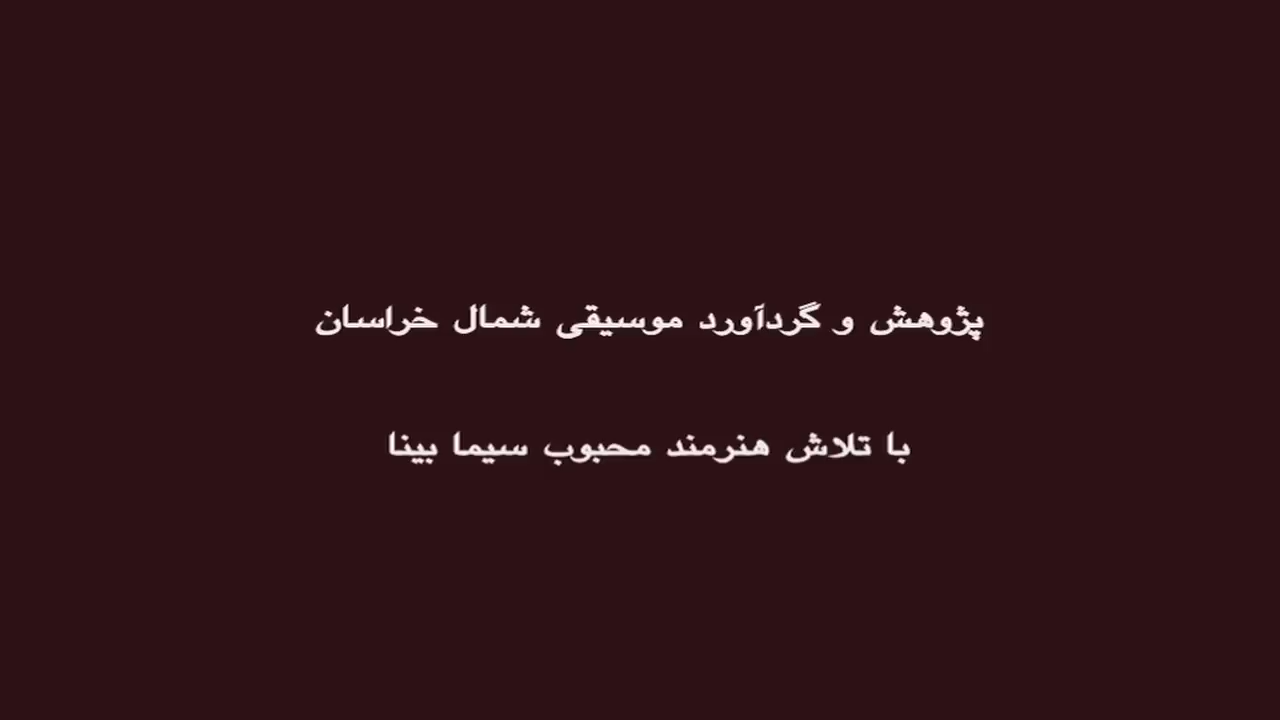 پژوهش و گردآورد موسیقی شمال خراسان
با تلاش هنرمند محبوب سیما بینا